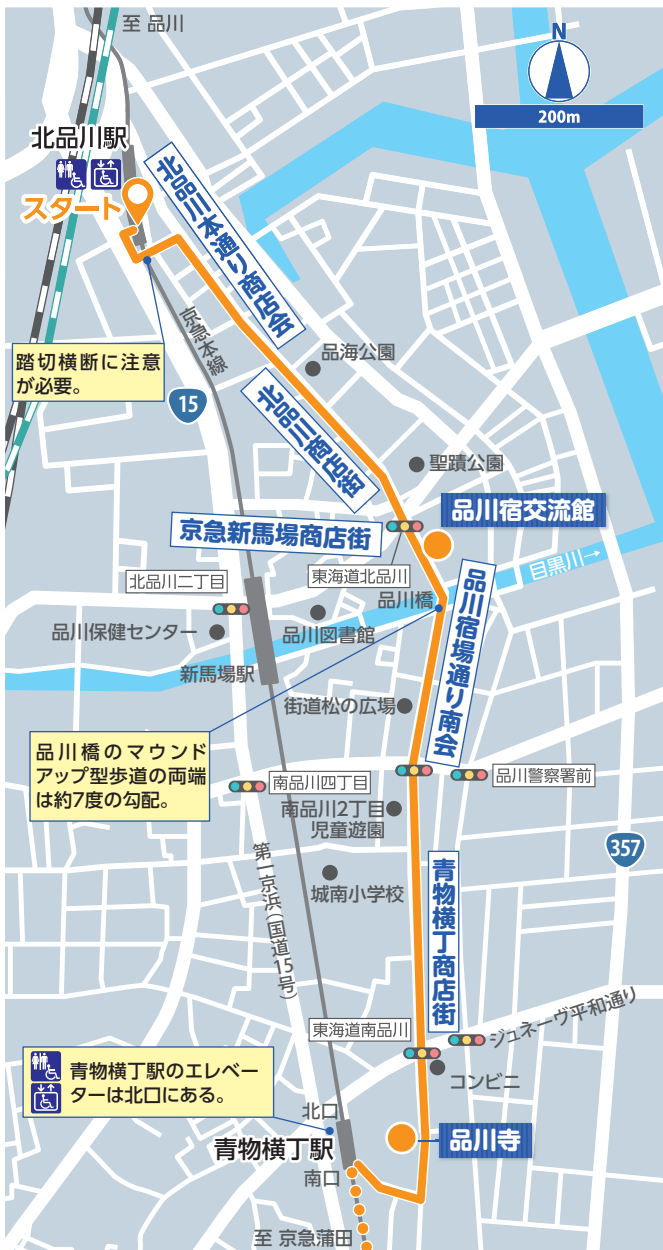 至 品川
N
200m
北品川駅
スタート
北品川本通り商店会
京急本線
踏切横断に注意
が必要。
15
品海公園
北品川商店街
聖蹟公園
品川宿交流館
京急新馬場商店街
東海道北品川
目黒川→
北品川二丁目
品川橋
品川図書館
品川保健センター
新馬場駅
品川宿場通り南会
街道松の広場
品川橋のマウンド
アップ型歩道の両端
は約7度の勾配。
南品川四丁目
品川警察署前
南品川2丁目
児童遊園
357
第一京浜(国道15号)
城南小学校
青物横丁商店街
東海道南品川
ジュネーヴ平和通り
コンビニ
青物横丁駅のエレベー
ターは北口にある。
北口
青物横丁駅
南口
品川寺
至 京急蒲田